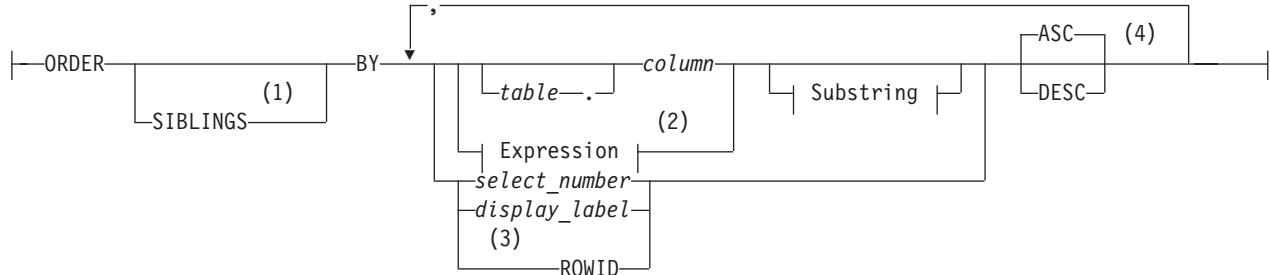 ,
ASC (4)
ORDER SIBLINGS (1) BY table . column Substring DESC
(2)
Expression
select_number
display_label
(3)
ROWID